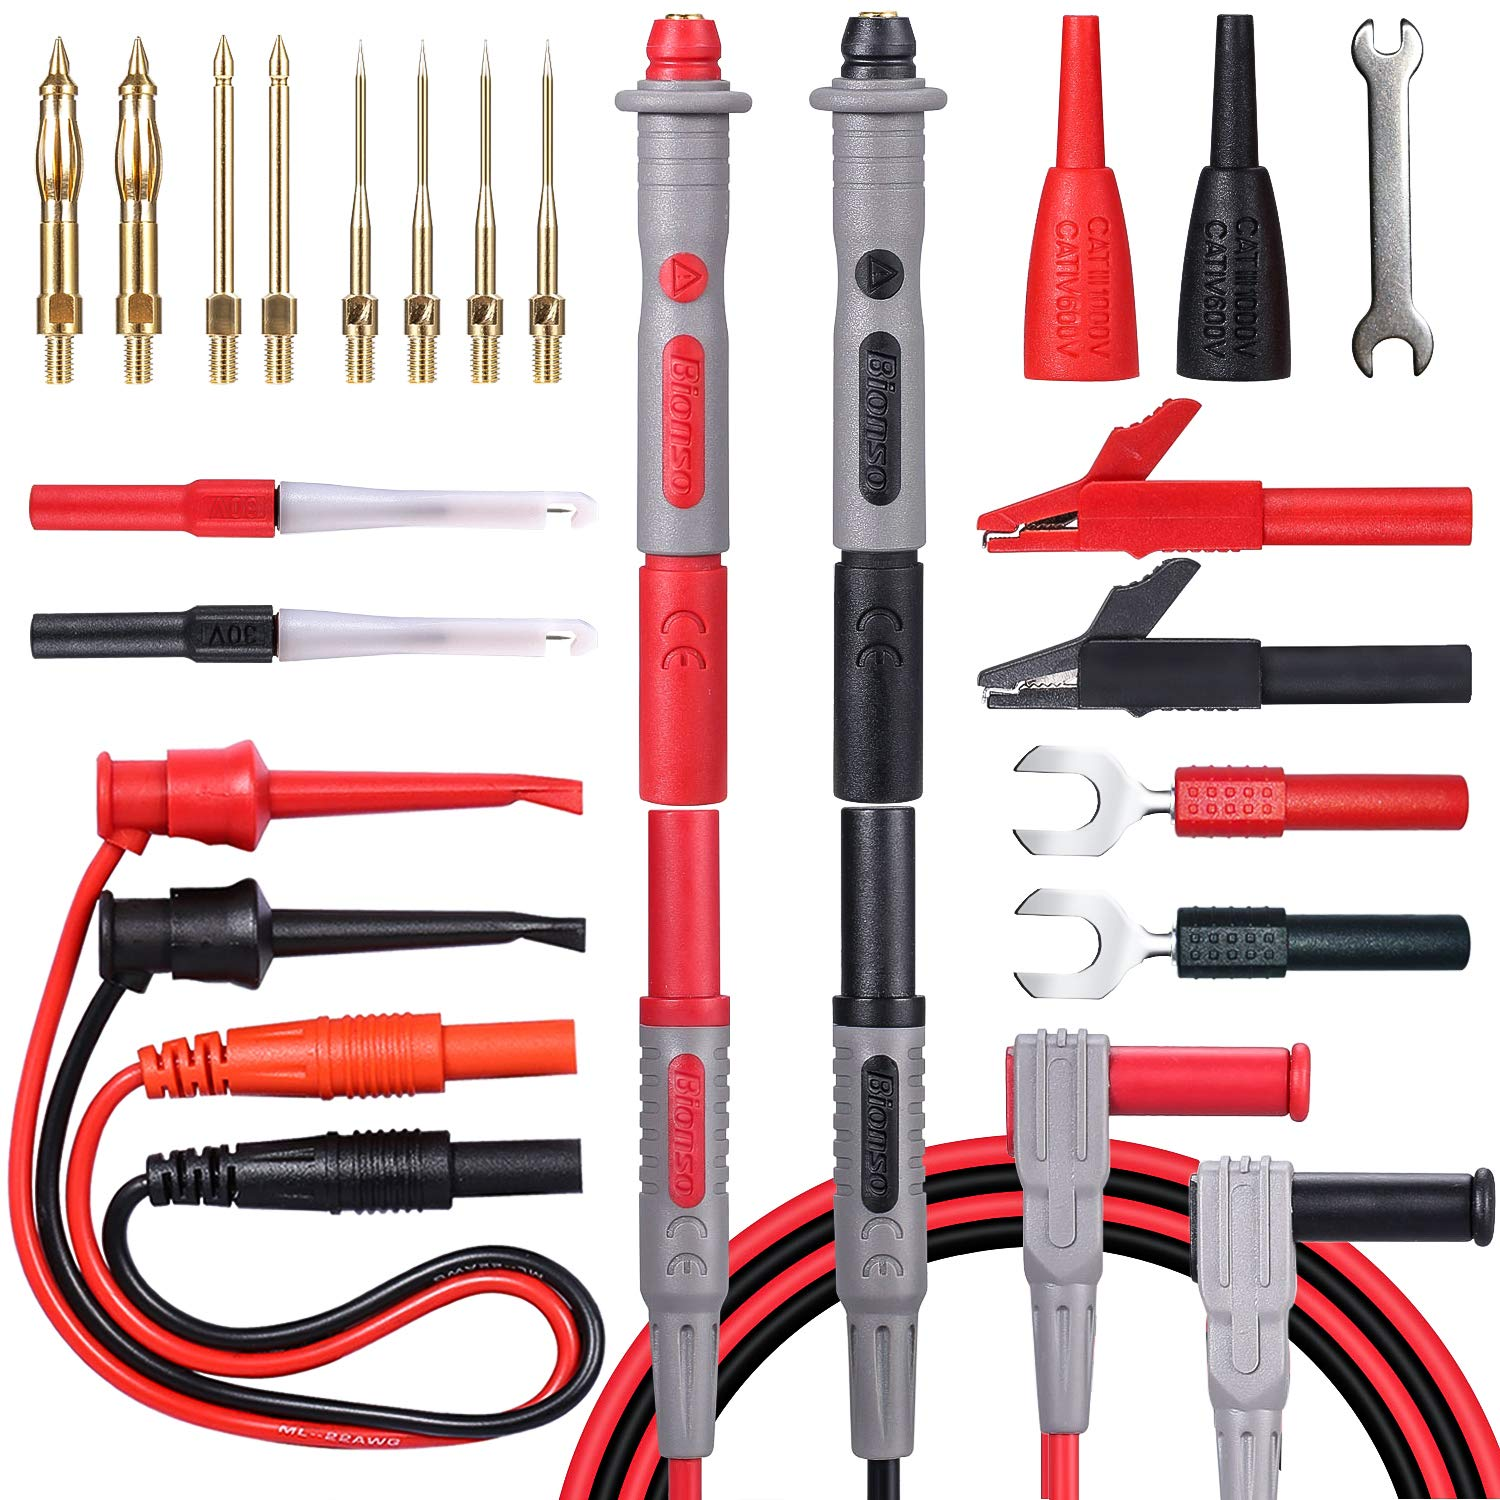 Bionso
Bionso
CAT III 1000V
CAT IV 600V
CAT III 1000V
CAT IV 600V
30V
30V
CE
CE
Bionso
Bionso
CE
CE
ML--22AWG